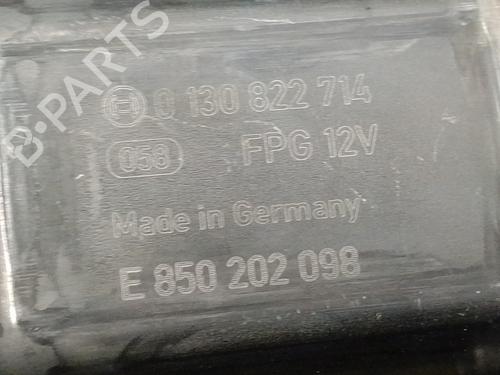 B-PARTS
0 130 822 714
058 FPG 12V
Made in Germany
E 850 202 098